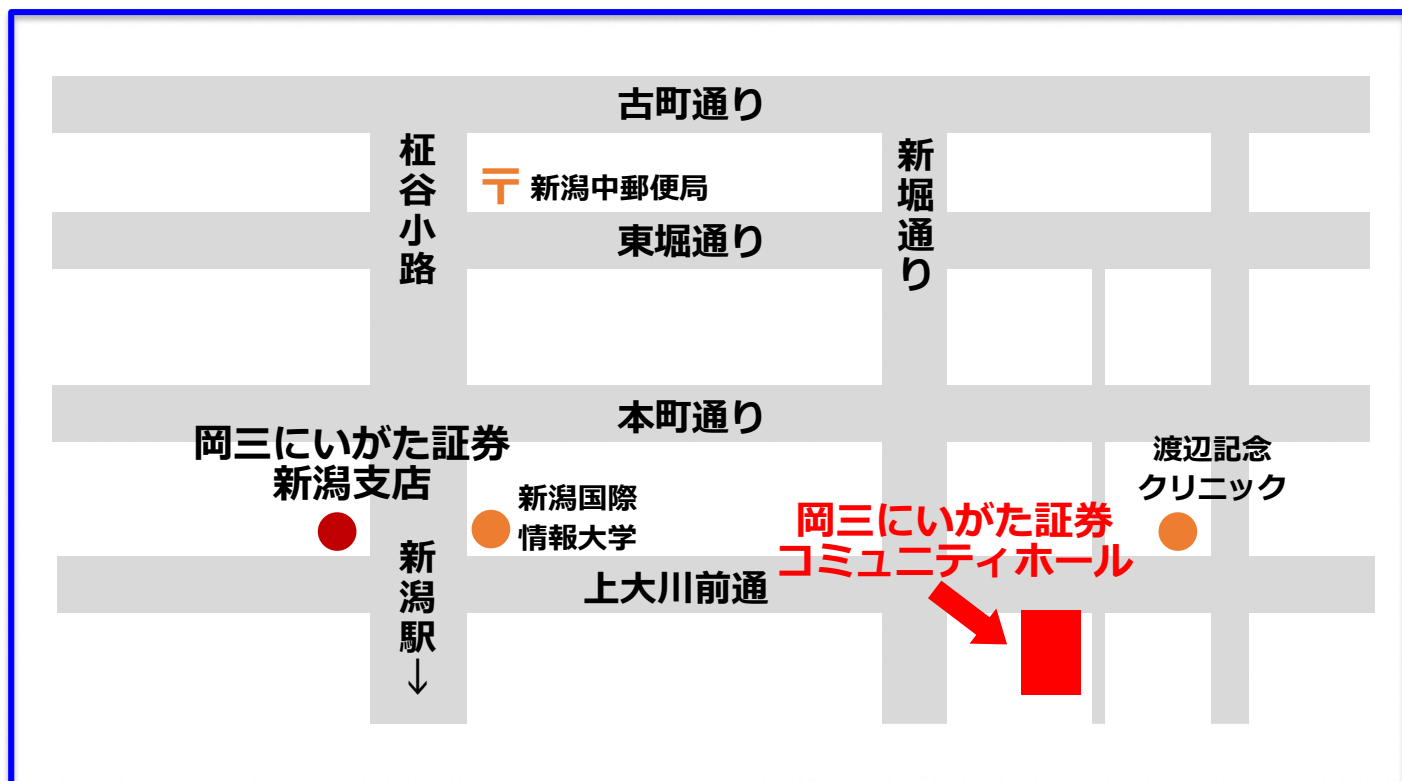 古町通り
柾谷小路
新堀通り
〒 新潟中郵便局
東堀通り
本町通り
岡三にいがた証券
新潟支店
渡辺記念
クリニック
新潟国際
情報大学
岡三にいがた証券
コミュニティホール
新潟駅↓
上大川前通